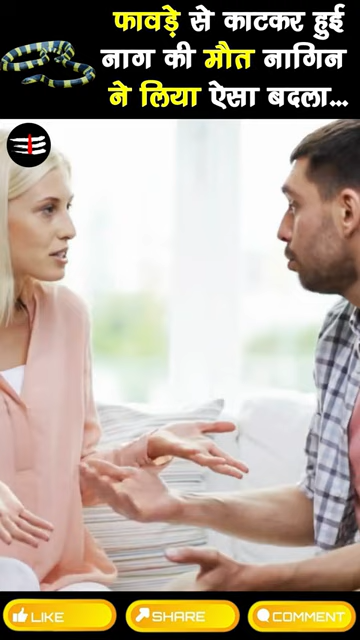 फावड़े से काटकर हुई
नाग की मौत नागिन
ने लिया ऐसा बदला...
LIKE
SHARE
COMMENT